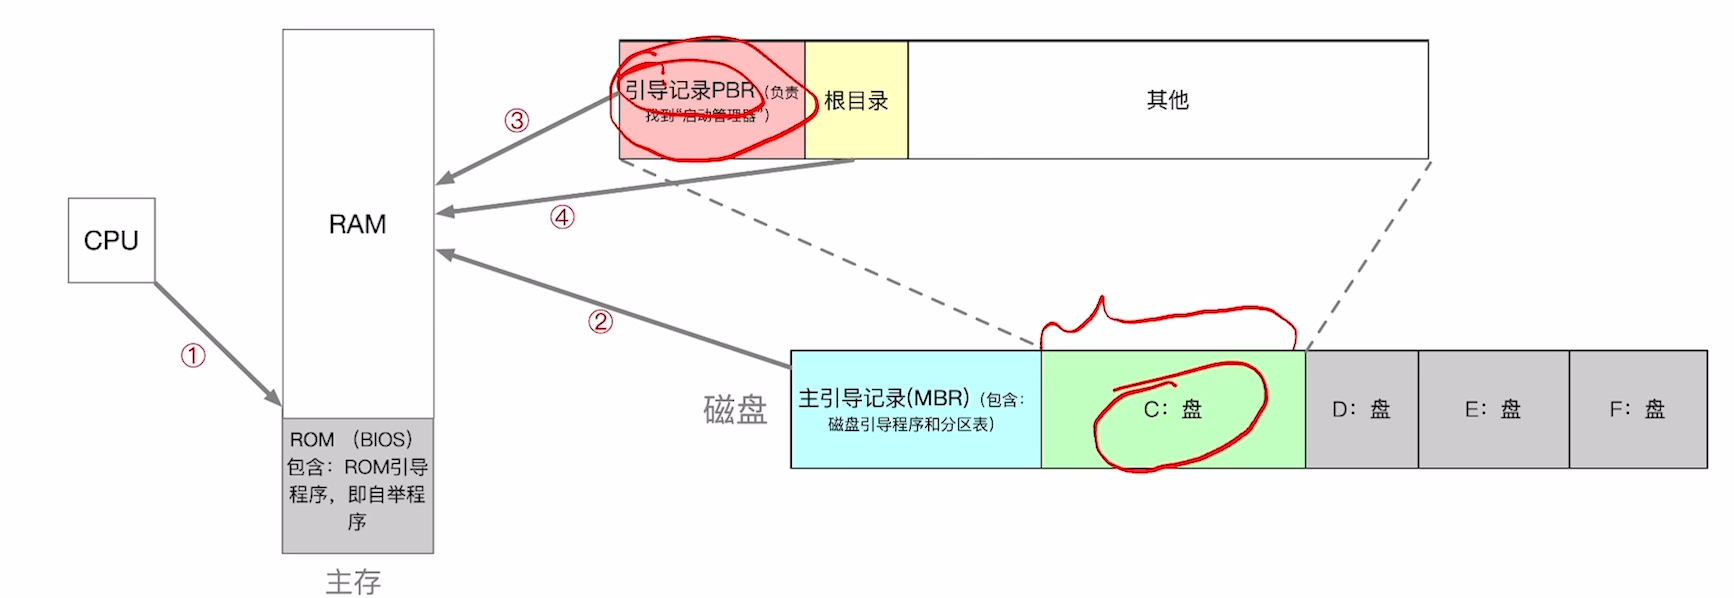 引导记录PBR（负责
找到“启动管理器”）
根目录
其他
③
④
RAM
CPU
②
①
磁盘
主引导记录(MBR)（包含：
磁盘引导程序和分区表）
C：盘
D：盘
E：盘
F：盘
ROM （BIOS）
包含：ROM引导
程序，即自举程
序
主存